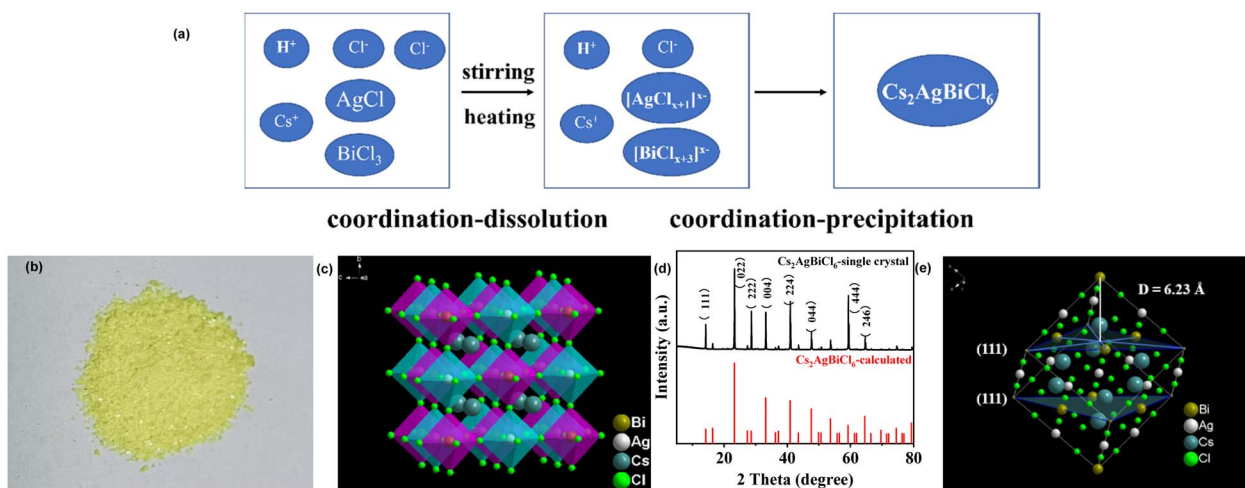 (a)
H⁺
Cl⁻
Cl⁻
AgCl
Cs⁺
BiCl₃
stirring
heating
H⁺
Cl⁻
[AgClₓ₊₁]ˣ⁻
Cs⁺
[BiClₓ₊₃]ˣ⁻
Cs₂AgBiCl₆
coordination-dissolution
coordination-precipitation
(b)
(c)
b
c
a
Bi
Ag
Cs
Cl
(d)
Intensity (a.u.)
Cs₂AgBiCl₆-single crystal
(111)
(022)
(222)
(004)
(224)
(044)
(444)
(246)
Cs₂AgBiCl₆-calculated
0 20 40 60 80
2 Theta (degree)
(e)
D = 6.23 Å
(111)
(111)
Bi
Ag
Cs
Cl